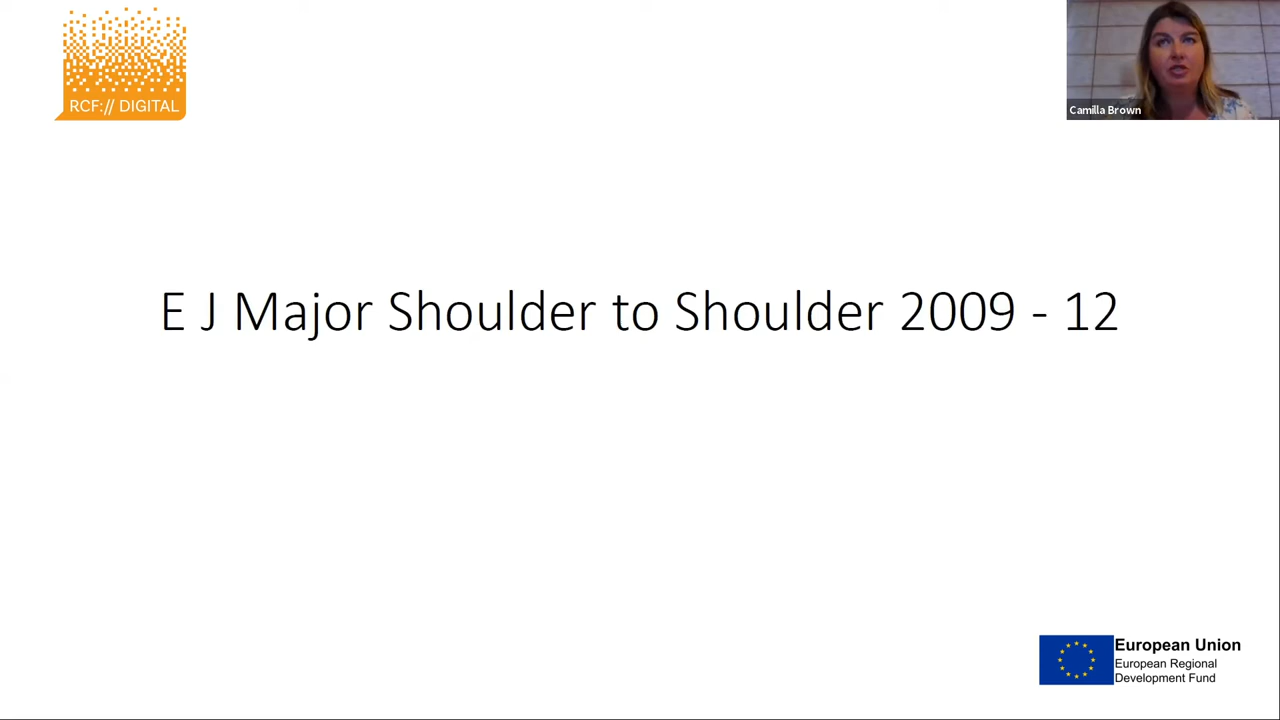 RCF:// DIGITAL
Camilla Brown
E J Major Shoulder to Shoulder 2009 - 12
European Union
European Regional
Development Fund